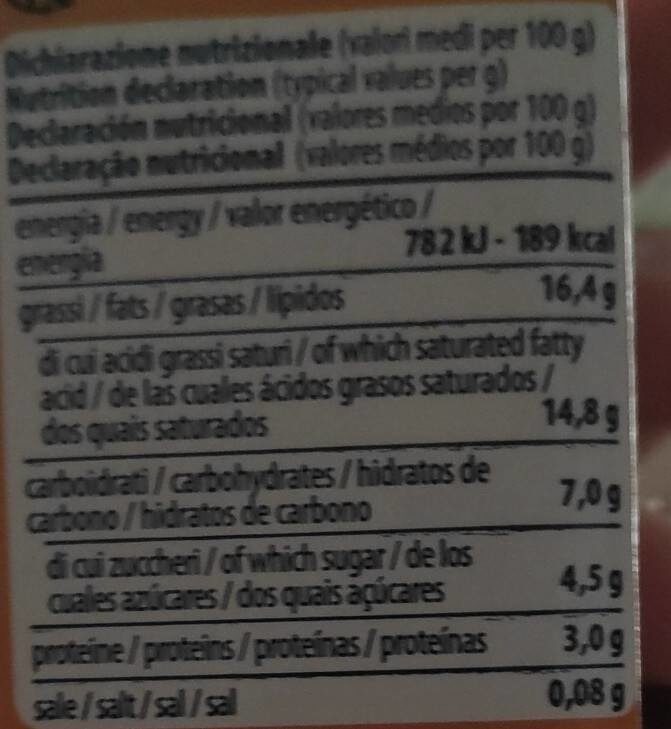 Dichiarazione nutrizionale (valori medi per 100 g)
Nutrition declaration (typical values per g)
Declaración nutricional (valores medios por 100 g)
Declaração nutricional (valores médios por 100 g)
energia / energy / valor energético /
energia 782 kJ - 189 kcal
grassi / fats / grasas / lípidos 16,4 g
di cui acidi grassi saturi / of which saturated fatty
acid / de las cuales ácidos grasos saturados /
dos quais saturados 14,8 g
carboidrati / carbohydrates / hidratos de
carbono / hidratos de carbono 7,0 g
di cui zuccheri / of which sugar / de los
cuales azúcares / dos quais açúcares 4,5 g
proteine / proteins / proteínas / proteínas 3,0 g
sale / salt / sal / sal 0,08 g